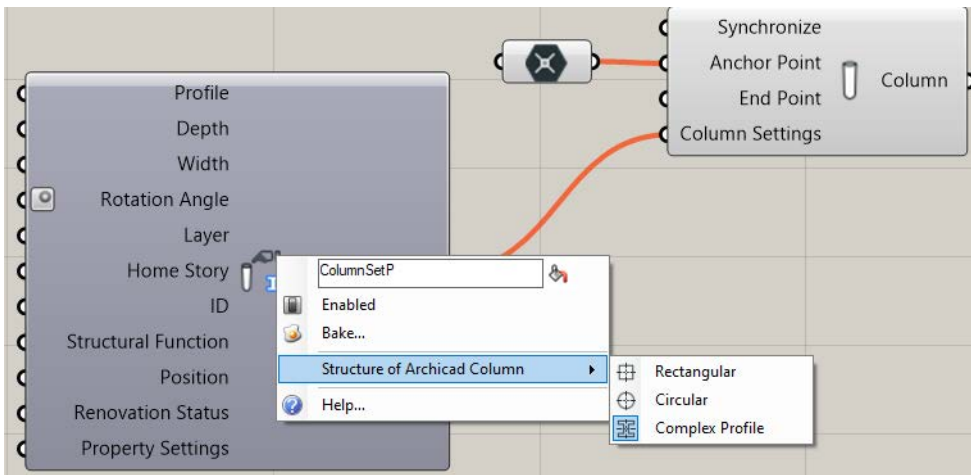 Synchronize
Anchor Point
End Point
Column Settings
Column
Profile
Depth
Width
Rotation Angle
Layer
Home Story
ID
Structural Function
Position
Renovation Status
Property Settings
ColumnSetP
Enabled
Bake...
Structure of Archicad Column
Help...
Rectangular
Circular
Complex Profile